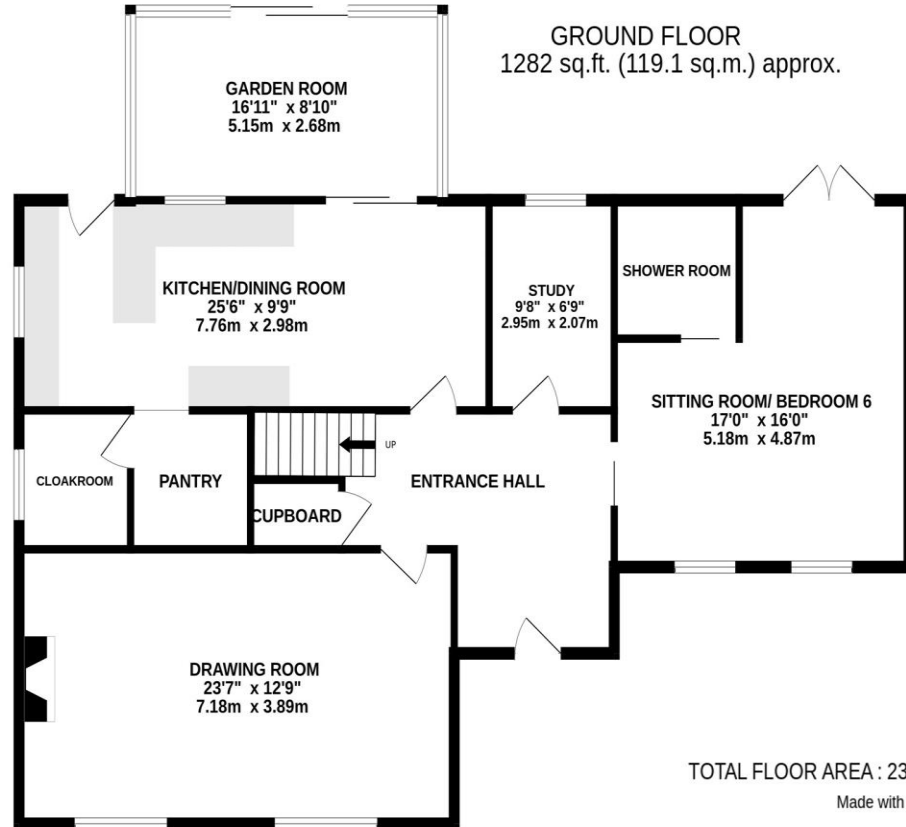 GROUND FLOOR
1282 sq.ft. (119.1 sq.m.) approx.
GARDEN ROOM
16'11" x 8'10"
5.15m x 2.68m
KITCHEN/DINING ROOM
25'6" x 9'9"
7.76m x 2.98m
STUDY
9'8" x 6'9"
2.95m x 2.07m
SHOWER ROOM
SITTING ROOM/ BEDROOM 6
17'0" x 16'0"
5.18m x 4.87m
CLOAKROOM
PANTRY
UP
CUPBOARD
ENTRANCE HALL
DRAWING ROOM
23'7" x 12'9"
7.18m x 3.89m
TOTAL FLOOR AREA : 23
Made with